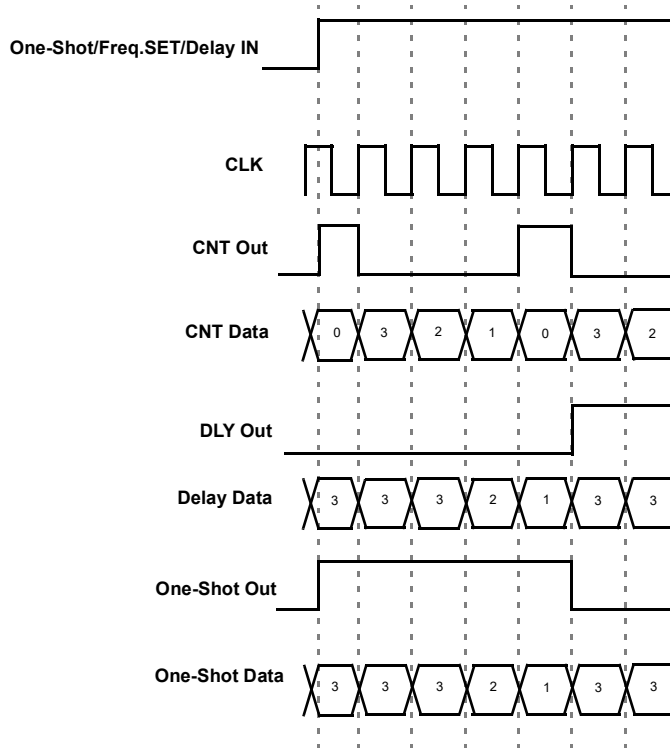 One-Shot/Freq.SET/Delay IN
CLK
CNT Out
CNT Data 0 3 2 1 0 3 2
DLY Out
Delay Data 3 3 3 2 1 3 3
One-Shot Out
One-Shot Data 3 3 3 2 1 3 3